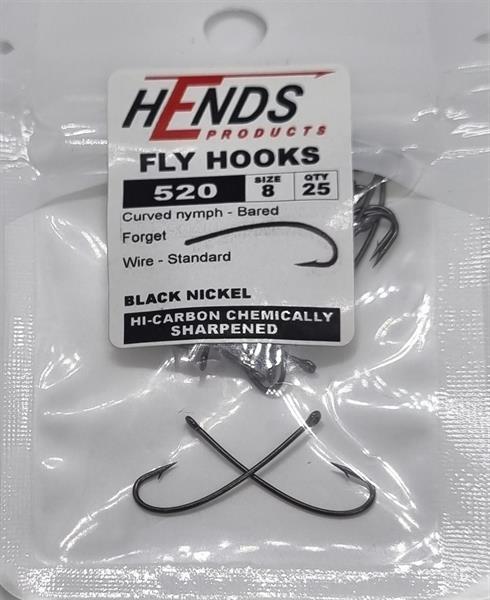 HENDS
PRODUCTS
FLY HOOKS
520 SIZE 8 QTY 25
Curved nymph - Bared
Forget
Wire - Standard
BLACK NICKEL
HI-CARBON CHEMICALLY
SHARPENED